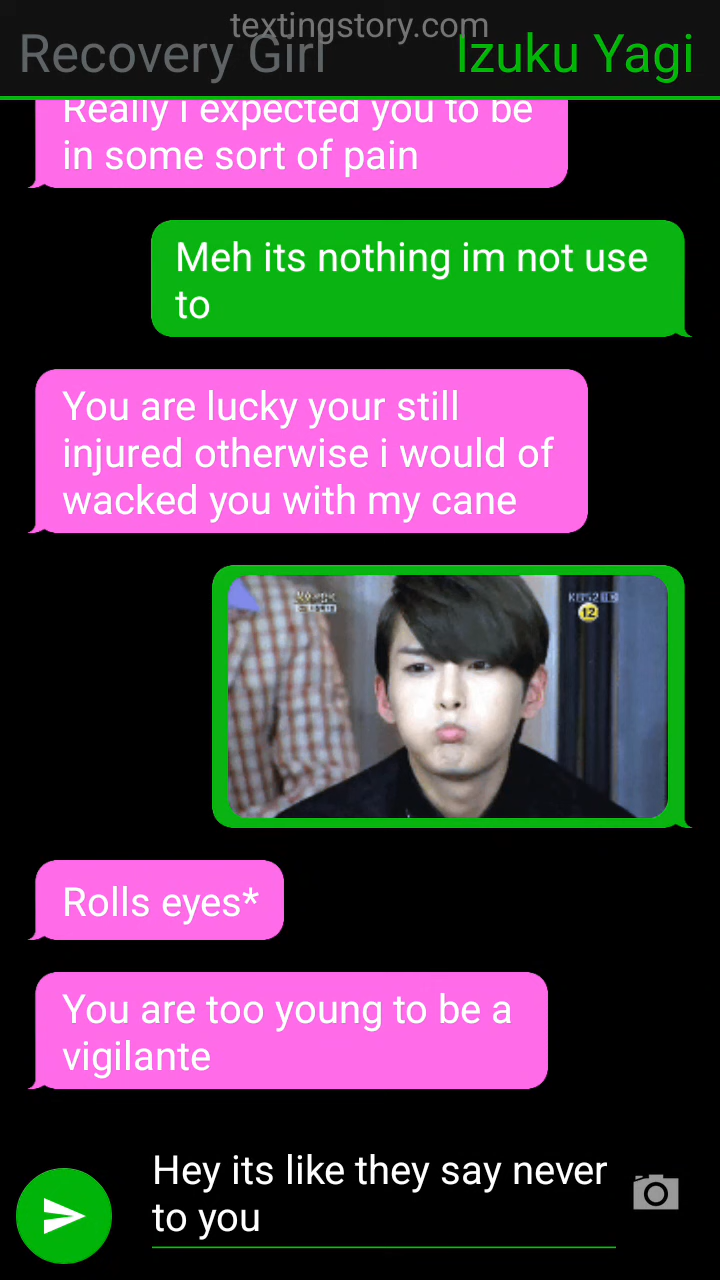 textingstory.com
Recovery Girl
Izuku Yagi
Really I expected you to be
in some sort of pain
Meh its nothing im not use
to
You are lucky your still
injured otherwise i would of
wacked you with my cane
KBS2
12
Rolls eyes*
You are too young to be a
vigilante
Hey its like they say never
to you